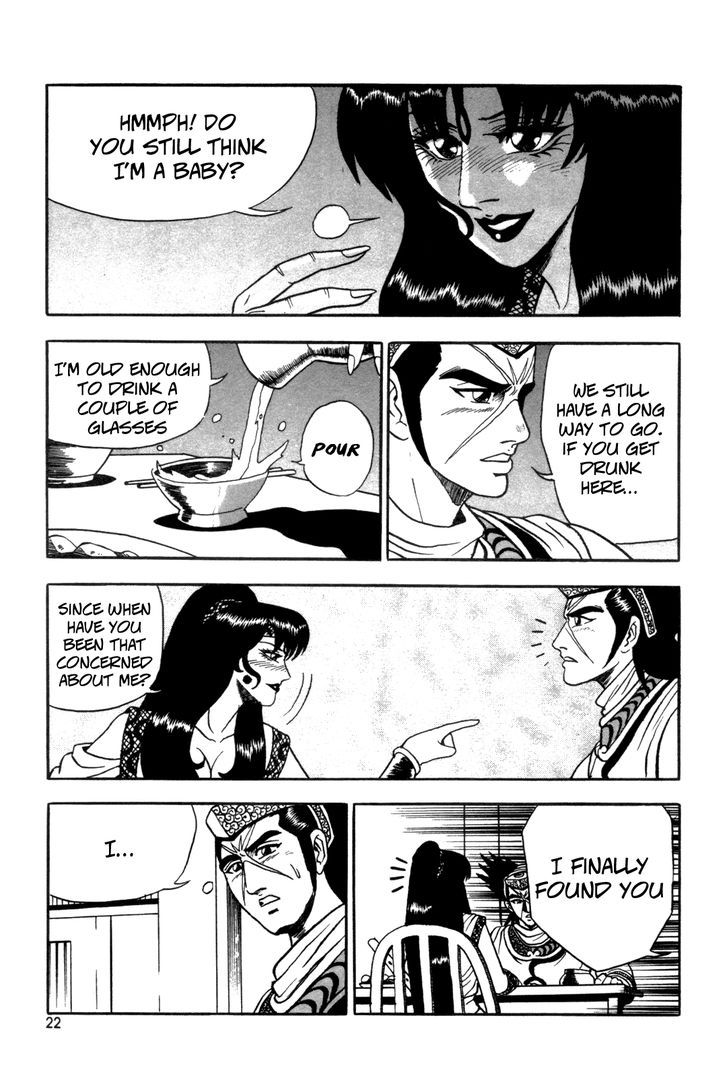 HMMPH! DO
YOU STILL THINK
I'M A BABY?
I'M OLD ENOUGH
TO DRINK A
COUPLE OF
GLASSES
POUR
WE STILL
HAVE A LONG
WAY TO GO.
IF YOU GET
DRUNK
HERE...
SINCE WHEN
HAVE YOU
BEEN THAT
CONCERNED
ABOUT ME?
I...
I FINALLY
FOUND YOU
22